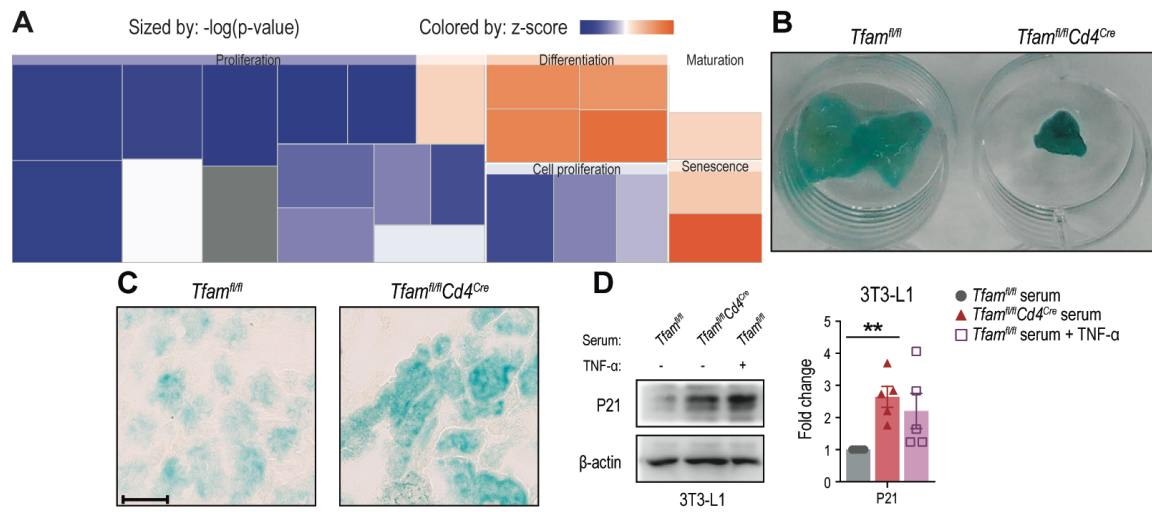 A
Sized by: -log(p-value)
Colored by: z-score
Proliferation
Differentiation
Maturation
Cell proliferation
Senescence
B
Tfamfl/fl
Tfamfl/flCd4Cre
C
Tfamfl/fl
Tfamfl/flCd4Cre
D
Serum:
Tfamfl/fl
Tfamfl/flCd4Cre
Tfamfl/fl
TNF-α:
-
-
+
P21
β-actin
3T3-L1
3T3-L1
Fold change
5
4
3
2
1
0
**
P21
Tfamfl/fl serum
Tfamfl/flCd4Cre serum
Tfamfl/fl serum + TNF-α